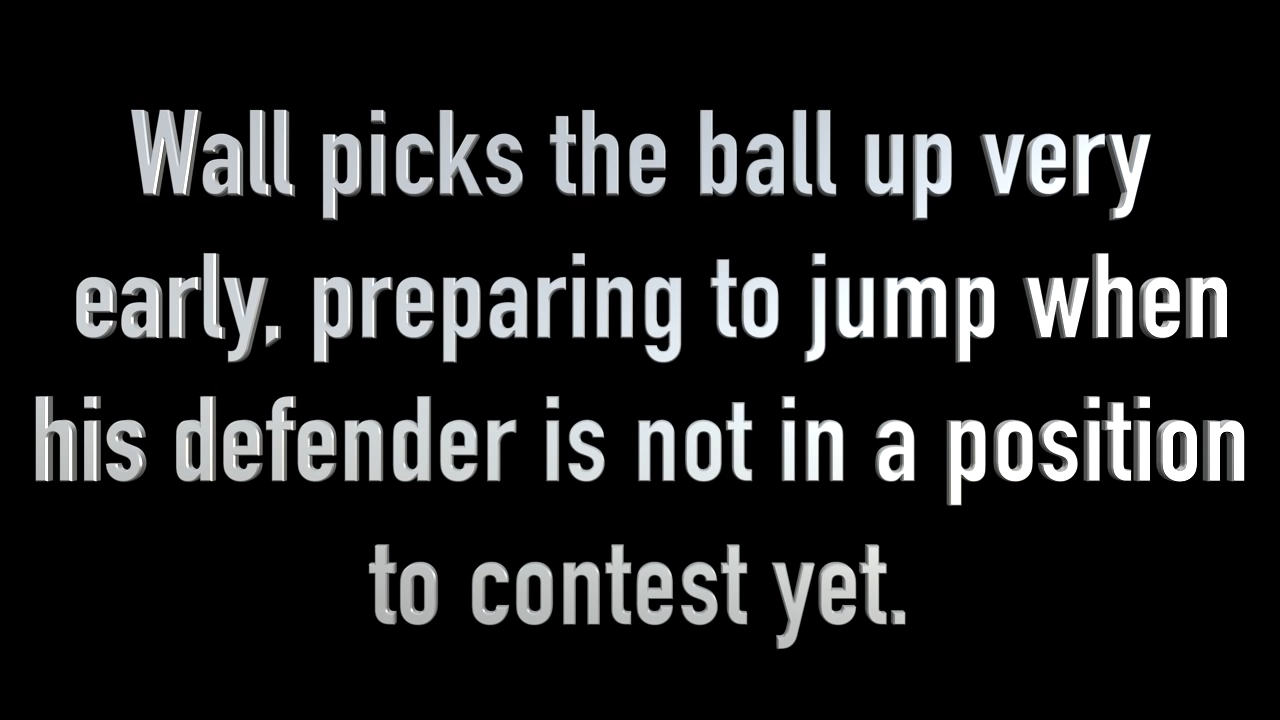 Wall picks the ball up very
early, preparing to jump when
his defender is not in a position
to contest yet.